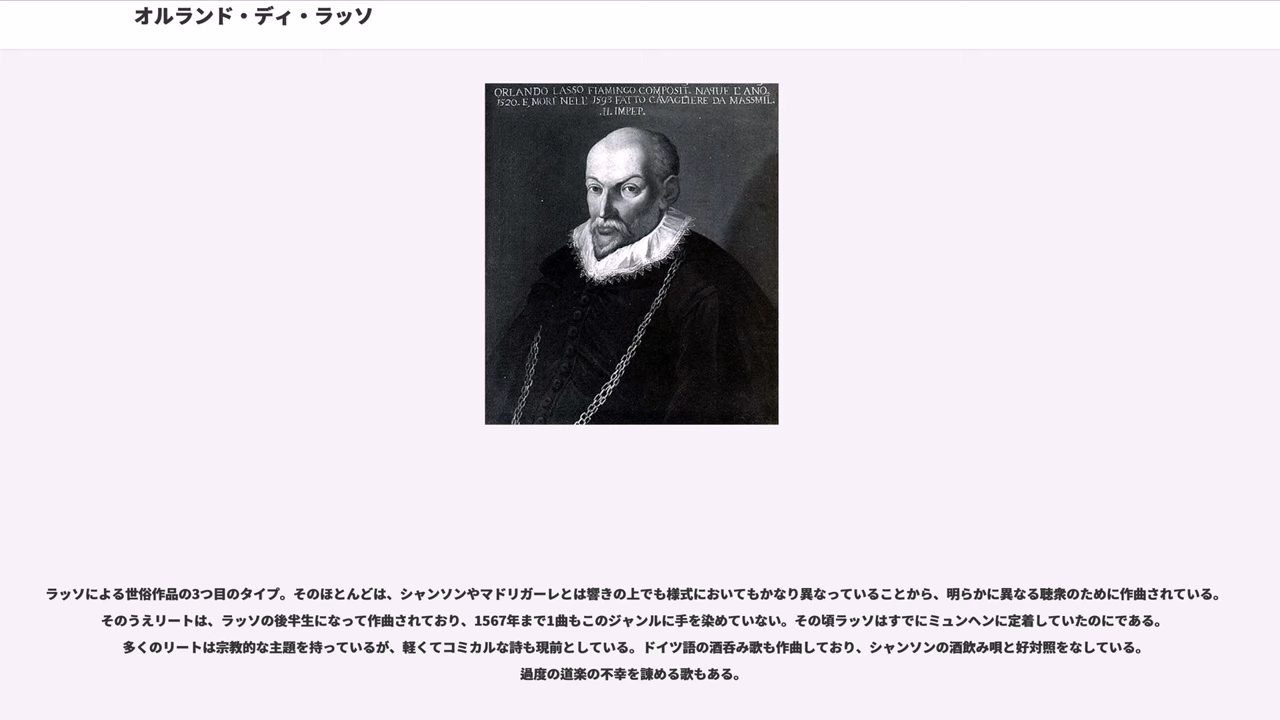 オルランド・ディ・ラッソ
ORLANDO LASSO FIAMINGO COMPOSIT. NATUE L'ANO.
1520. E, MORI NELL' 1593 FATTO CAVAGLIERE DA MASSMIL.
.II. IMPEP.
ラッソによる世俗作品の3つ目のタイプ。そのほとんどは、シャンソンやマドリガーレとは響きの上でも様式においてもかなり異なっていることから、明らかに異なる聴衆のために作曲されている。
そのうえリートは、ラッソの後半生になって作曲されており、1567年まで1曲もこのジャンルに手を染めていない。その頃ラッソはすでにミュンヘンに定着していたのにである。
多くのリートは宗教的な主題を持っているが、軽くてコミカルな詩も現前としている。ドイツ語の酒呑み歌も作曲しており、シャンソンの酒飲み唄と好対照をなしている。
過度の道楽の不幸を諌める歌もある。